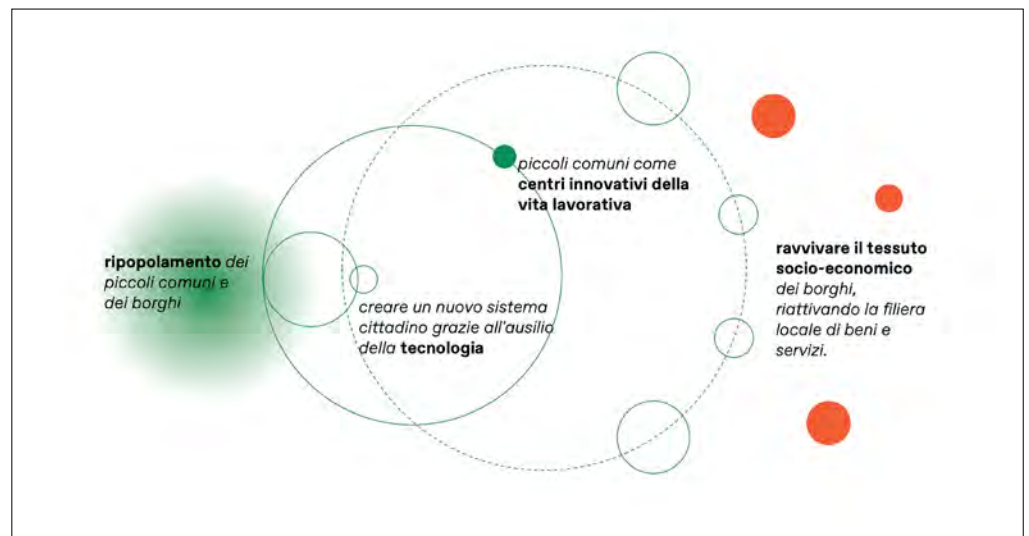 ripopolamento dei
piccoli comuni e
dei borghi
creare un nuovo sistema
cittadino grazie all'ausilio
della tecnologia
piccoli comuni come
centri innovativi della
vita lavorativa
ravvivare il tessuto
socio-economico
dei borghi,
riattivando la filiera
locale di beni e
servizi.